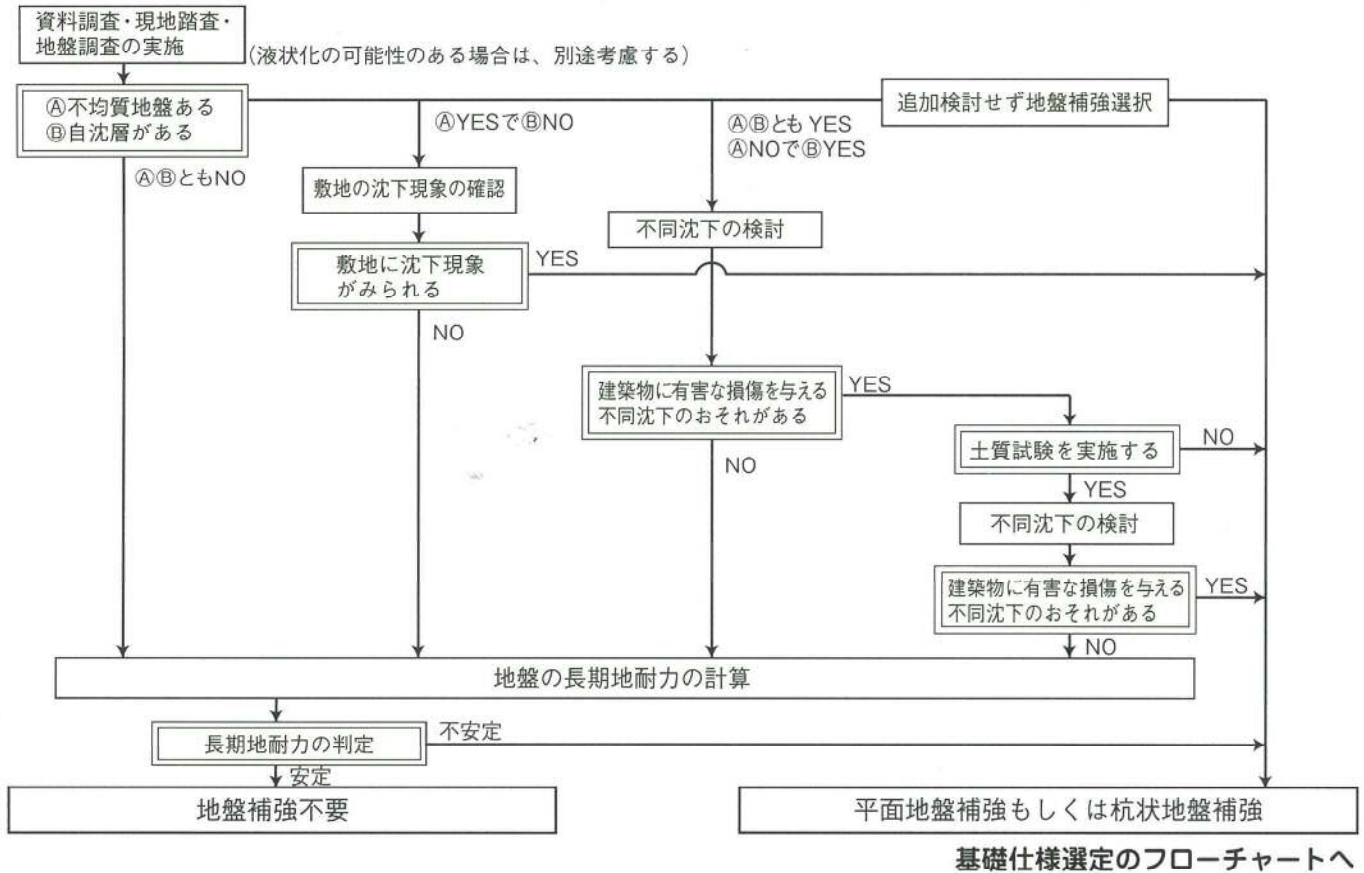 資料調査・現地踏査・
地盤調査の実施
(液状化の可能性のある場合は、別途考慮する)
Ⓐ不均質地盤ある
Ⓑ自沈層がある
追加検討せず地盤補強選択
ⒶYESでⒷNO
ⒶⒷともYES
ⒶNOでⒷYES
ⒶⒷともNO
敷地の沈下現象の確認
不同沈下の検討
敷地に沈下現象
がみられる
YES
NO
建築物に有害な損傷を与える
不同沈下のおそれがある
YES
NO
土質試験を実施する
NO
YES
不同沈下の検討
建築物に有害な損傷を与える
不同沈下のおそれがある
YES
NO
地盤の長期地耐力の計算
長期地耐力の判定
不安定
安定
地盤補強不要
平面地盤補強もしくは杭状地盤補強
基礎仕様選定のフローチャートへ